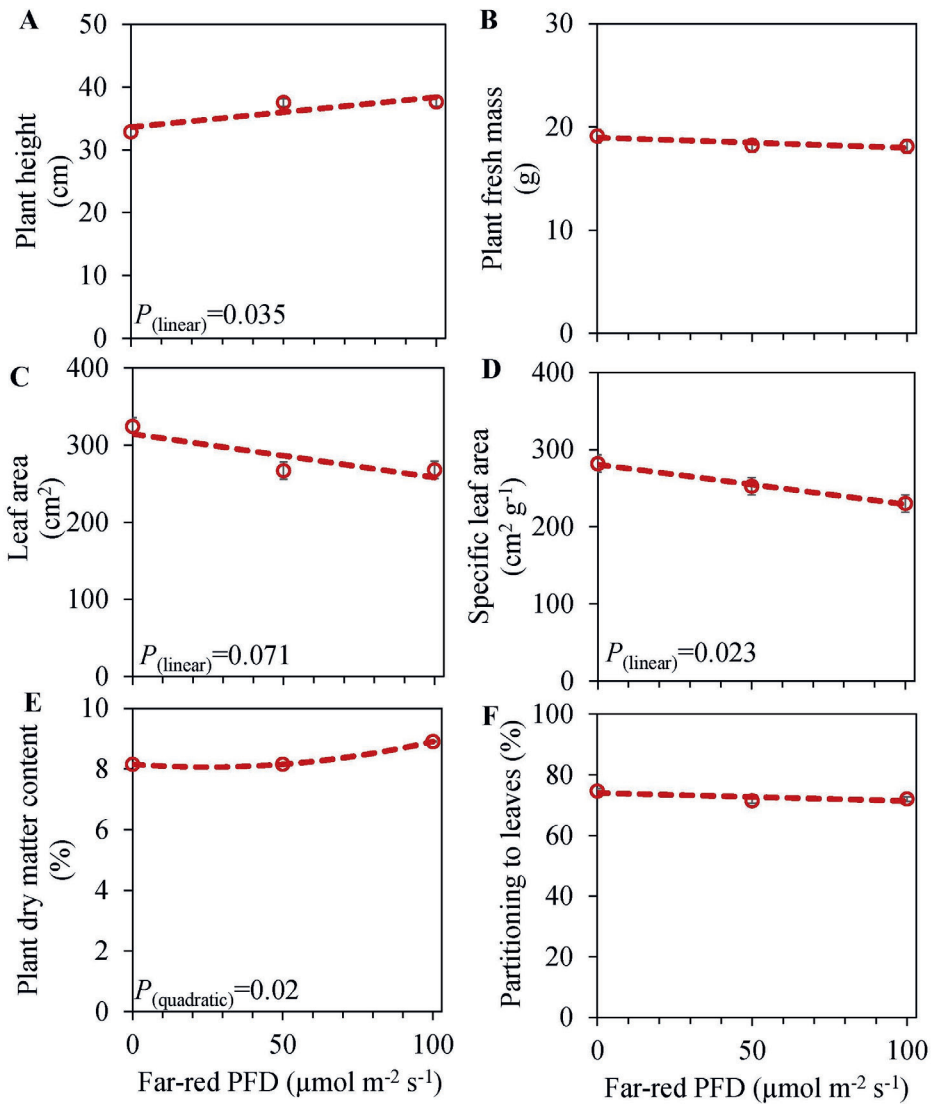 A
Plant height
(cm)
50
40
30
20
10
0
P(linear)=0.035
B
Plant fresh mass
(g)
30
20
10
0
C
Leaf area
(cm²)
400
300
200
100
0
P(linear)=0.071
D
Specific leaf area
(cm² g⁻¹)
400
300
200
100
0
P(linear)=0.023
E
Plant dry matter content
(%)
10
8
6
4
2
0
P(quadratic)=0.02
0
50
100
Far-red PFD (µmol m⁻² s⁻¹)
F
Partitioning to leaves (%)
100
80
60
40
20
0
0
50
100
Far-red PFD (µmol m⁻² s⁻¹)